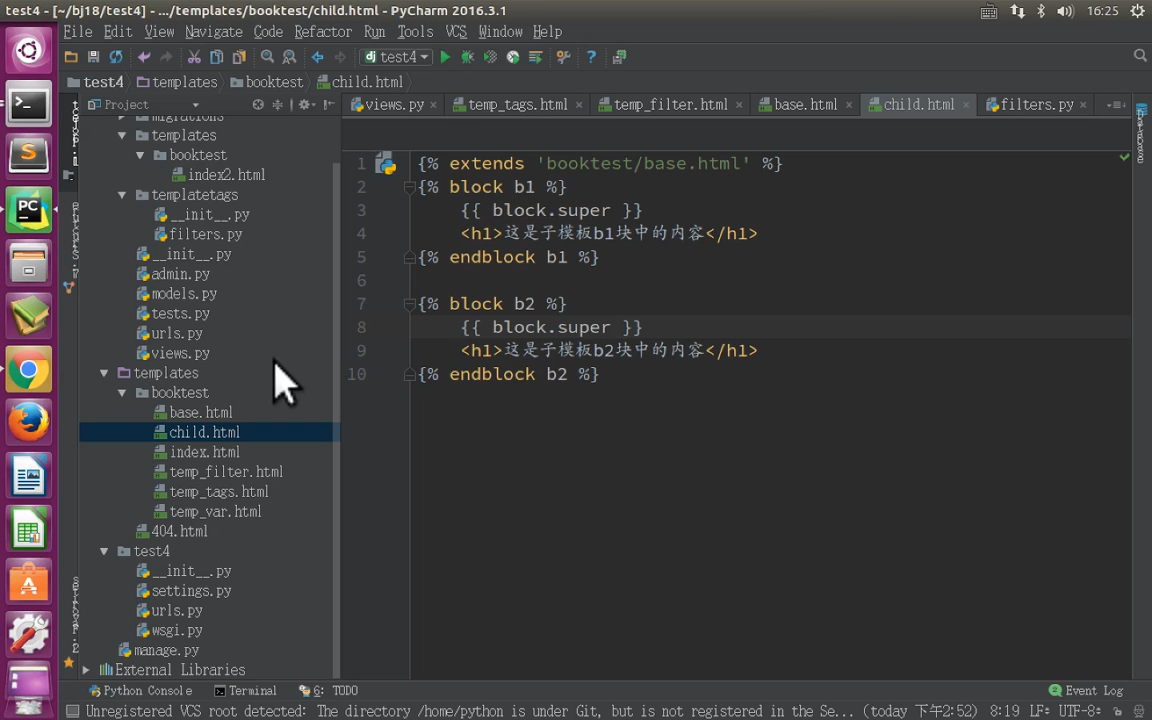 test4 - [~/bj18/test4] - .../templates/booktest/child.html - PyCharm 2016.3.1
16:25
File Edit View Navigate Code Refactor Run Tools VCS Window Help
test4
test4 templates booktest child.html
Project
views.py temp_tags.html temp_filter.html base.html child.html filters.py
migrations
templates
booktest
index2.html
templatetags
__init__.py
filters.py
__init__.py
admin.py
models.py
tests.py
urls.py
views.py
templates
booktest
base.html
child.html
index.html
temp_filter.html
temp_tags.html
temp_var.html
404.html
test4
__init__.py
settings.py
urls.py
wsgi.py
manage.py
External Libraries
1 {% extends 'booktest/base.html' %}
2 {% block b1 %}
3 {{ block.super }}
4 <h1>这是子模板b1块中的内容</h1>
5 {% endblock b1 %}
6
7 {% block b2 %}
8 {{ block.super }}
9 <h1>这是子模板b2块中的内容</h1>
10 {% endblock b2 %}
Python Console Terminal 6: TODO Event Log
Unregistered VCS root detected: The directory /home/python is under Git, but is not registered in the Se... (today 下午2:52) 8:19 LF÷ UTF-8÷